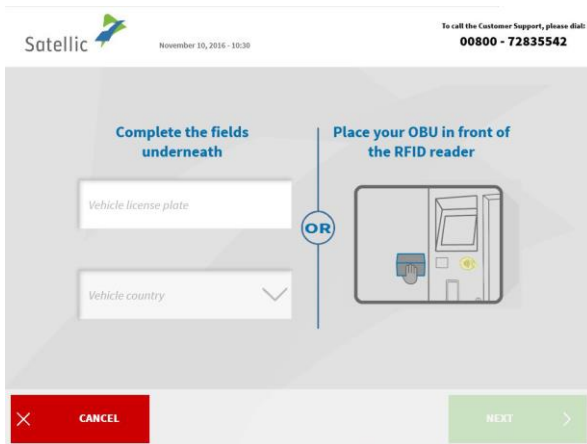 Satellic
November 10, 2016 - 10:30
To call the Customer Support, please dial:
00800 - 72835542
Complete the fields
underneath
Vehicle license plate
Vehicle country
OR
Place your OBU in front of
the RFID reader
CANCEL
NEXT